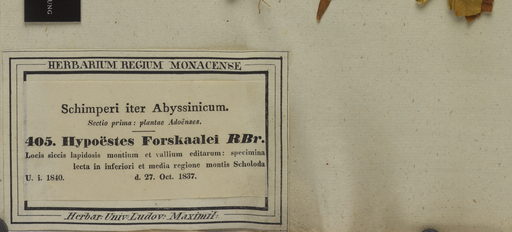 HERBARIUM REGIUM MONACENSE
Schimperi iter Abyssinicum.
Sectio prima: plantae Adoënses.
405. Hypoëstes Forskaalei RBr.
Locis siccis lapidosis montium et vallium editarum: specimina
lecta in inferiori et media regione montis Scholoda
U. i. 1840. d. 27. Oct. 1837.
Herbar. Univ. Ludov. Maximil.